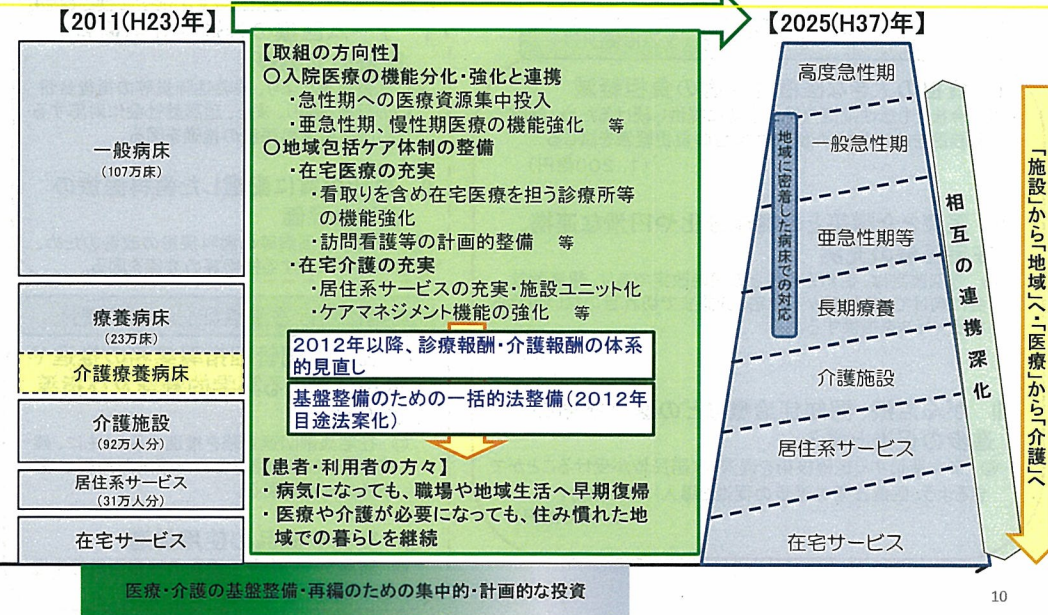 【2011(H23)年】
一般病床
(107万床)
療養病床
(23万床)
介護療養病床
介護施設
(92万人分)
居住系サービス
(31万人分)
在宅サービス
【取組の方向性】
○入院医療の機能分化・強化と連携
・急性期への医療資源集中投入
・亜急性期、慢性期医療の機能強化　等
○地域包括ケア体制の整備
・在宅医療の充実
・看取りを含め在宅医療を担う診療所等
の機能強化
・訪問看護等の計画的整備　等
・在宅介護の充実
・居住系サービスの充実・施設ユニット化
・ケアマネジメント機能の強化　等
2012年以降、診療報酬・介護報酬の体系
的見直し
基盤整備のための一括的法整備(2012年
目途法案化)
【患者・利用者の方々】
・病気になっても、職場や地域生活へ早期復帰
・医療や介護が必要になっても、住み慣れた地
域での暮らしを継続
【2025(H37)年】
高度急性期
一般急性期
亜急性期等
長期療養
介護施設
居住系サービス
在宅サービス
地域に密着した病床での対応
相互の連携深化
「施設」から「地域」へ・「医療」から「介護」へ
医療・介護の基盤整備・再編のための集中的・計画的な投資
10